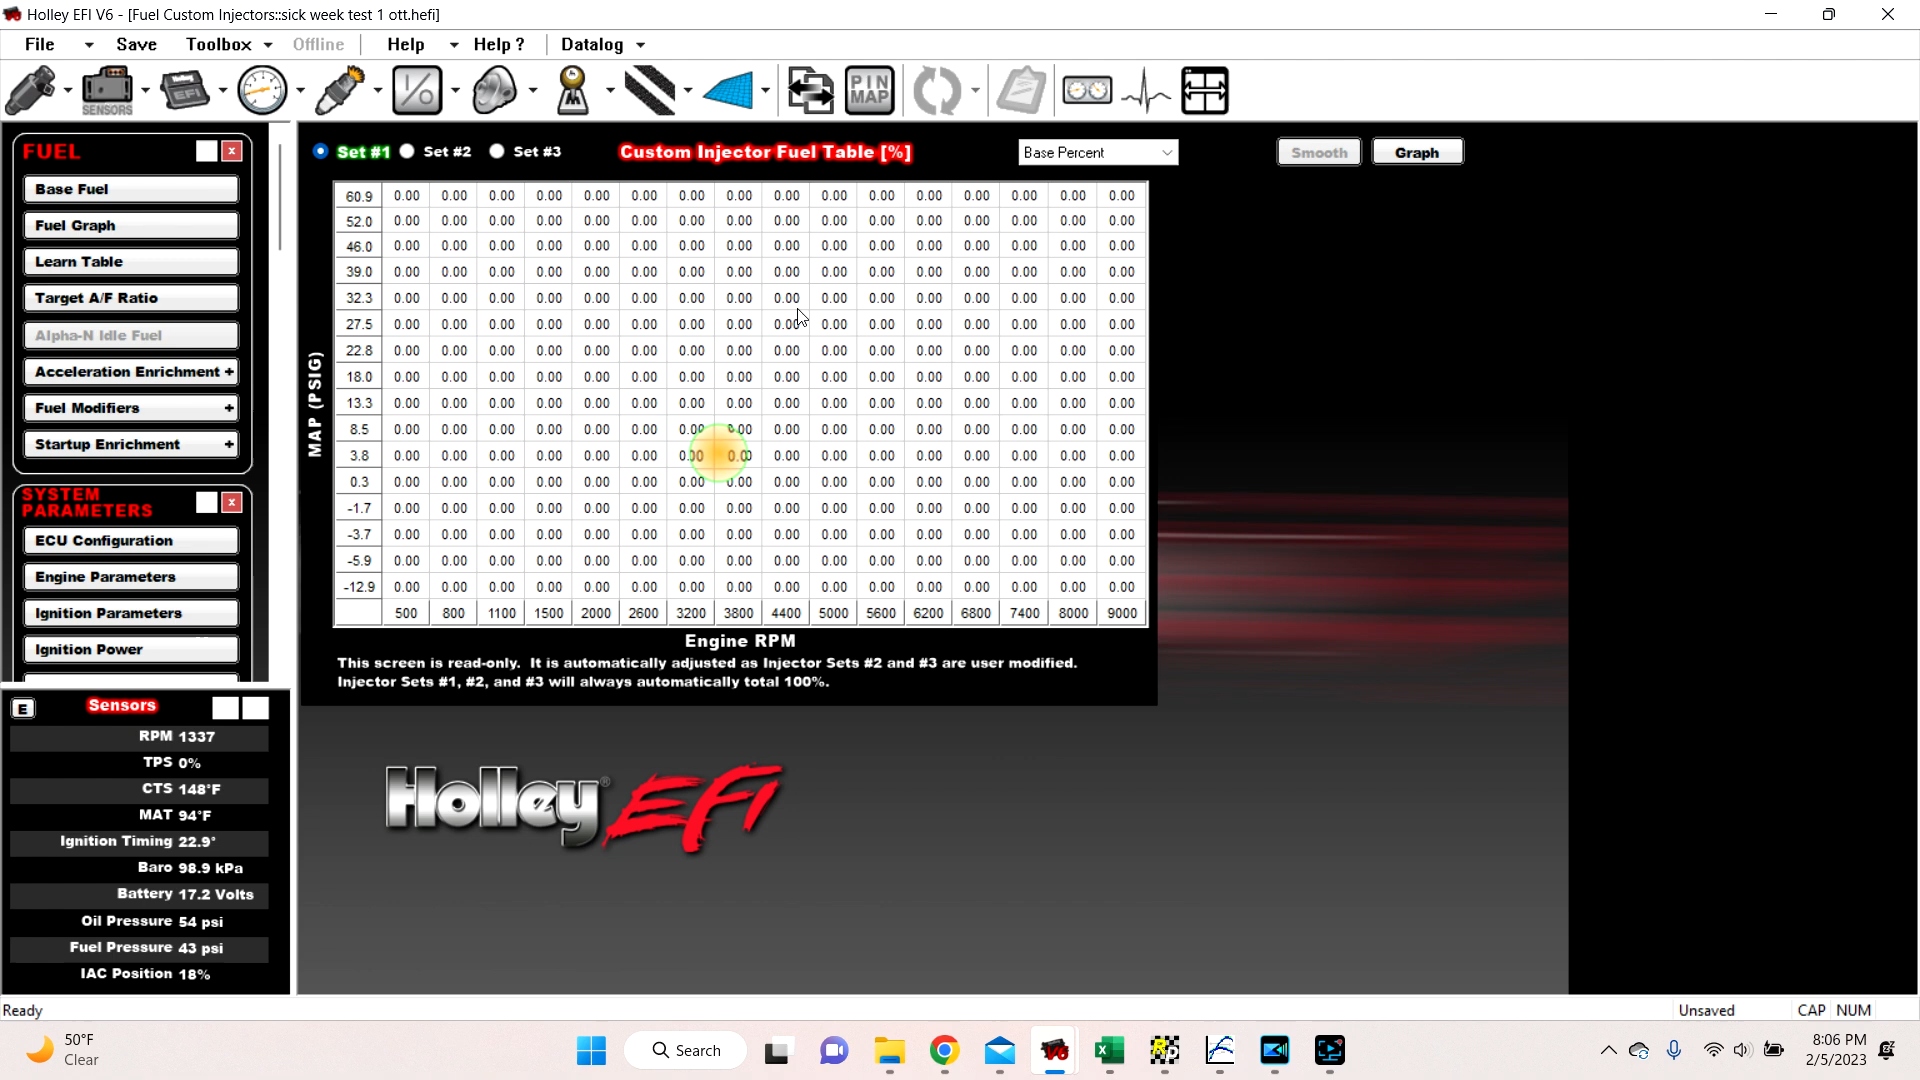 Holley EFI V6 - [Fuel Custom Injectors::sick week test 1 ott.hefi]
File Save Toolbox Offline Help Help ? Datalog
SENSORS EFI I/O PIN MAP
FUEL x
Base Fuel
Fuel Graph
Learn Table
Target A/F Ratio
Alpha-N Idle Fuel
Acceleration Enrichment +
Fuel Modifiers +
Startup Enrichment +
SYSTEM
PARAMETERS x
ECU Configuration
Engine Parameters
Ignition Parameters
Ignition Power
E Sensors
RPM 1337
TPS 0%
CTS 148°F
MAT 94°F
Ignition Timing 22.9°
Baro 98.9 kPa
Battery 17.2 Volts
Oil Pressure 54 psi
Fuel Pressure 43 psi
IAC Position 18%
Set #1 Set #2 Set #3 Custom Injector Fuel Table [%] Base Percent Smooth Graph
MAP (PSIG)
60.9 0.00 0.00 0.00 0.00 0.00 0.00 0.00 0.00 0.00 0.00 0.00 0.00 0.00 0.00 0.00 0.00
52.0 0.00 0.00 0.00 0.00 0.00 0.00 0.00 0.00 0.00 0.00 0.00 0.00 0.00 0.00 0.00 0.00
46.0 0.00 0.00 0.00 0.00 0.00 0.00 0.00 0.00 0.00 0.00 0.00 0.00 0.00 0.00 0.00 0.00
39.0 0.00 0.00 0.00 0.00 0.00 0.00 0.00 0.00 0.00 0.00 0.00 0.00 0.00 0.00 0.00 0.00
32.3 0.00 0.00 0.00 0.00 0.00 0.00 0.00 0.00 0.00 0.00 0.00 0.00 0.00 0.00 0.00 0.00
27.5 0.00 0.00 0.00 0.00 0.00 0.00 0.00 0.00 0.00 0.00 0.00 0.00 0.00 0.00 0.00 0.00
22.8 0.00 0.00 0.00 0.00 0.00 0.00 0.00 0.00 0.00 0.00 0.00 0.00 0.00 0.00 0.00 0.00
18.0 0.00 0.00 0.00 0.00 0.00 0.00 0.00 0.00 0.00 0.00 0.00 0.00 0.00 0.00 0.00 0.00
13.3 0.00 0.00 0.00 0.00 0.00 0.00 0.00 0.00 0.00 0.00 0.00 0.00 0.00 0.00 0.00 0.00
8.5 0.00 0.00 0.00 0.00 0.00 0.00 0.00 0.00 0.00 0.00 0.00 0.00 0.00 0.00 0.00 0.00
3.8 0.00 0.00 0.00 0.00 0.00 0.00 0.00 0.00 0.00 0.00 0.00 0.00 0.00 0.00 0.00 0.00
0.3 0.00 0.00 0.00 0.00 0.00 0.00 0.00 0.00 0.00 0.00 0.00 0.00 0.00 0.00 0.00 0.00
-1.7 0.00 0.00 0.00 0.00 0.00 0.00 0.00 0.00 0.00 0.00 0.00 0.00 0.00 0.00 0.00 0.00
-3.7 0.00 0.00 0.00 0.00 0.00 0.00 0.00 0.00 0.00 0.00 0.00 0.00 0.00 0.00 0.00 0.00
-5.9 0.00 0.00 0.00 0.00 0.00 0.00 0.00 0.00 0.00 0.00 0.00 0.00 0.00 0.00 0.00 0.00
-12.9 0.00 0.00 0.00 0.00 0.00 0.00 0.00 0.00 0.00 0.00 0.00 0.00 0.00 0.00 0.00 0.00
500 800 1100 1500 2000 2600 3200 3800 4400 5000 5600 6200 6800 7400 8000 9000
Engine RPM
This screen is read-only. It is automatically adjusted as Injector Sets #2 and #3 are user modified.
Injector Sets #1, #2, and #3 will always automatically total 100%.
Holley® EFI
Ready Unsaved CAP NUM
50°F
Clear
Search
V6
RD
8:06 PM
2/5/2023